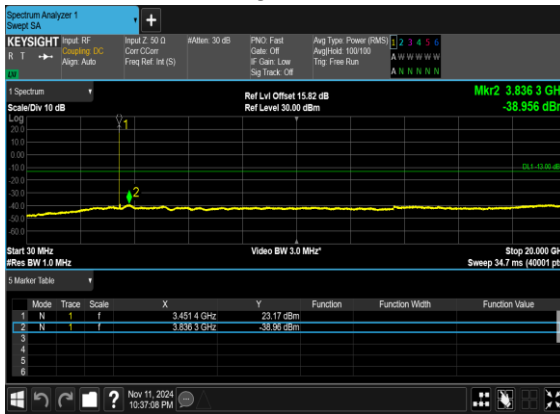 Spectrum Analyzer 1
Swept SA
+
KEYSIGHT Input: RF Input Z: 50 Ω #Atten: 30 dB PNO: Fast Avg Type: Power (RMS) 1 2 3 4 5 6
R T Coupling: DC Corr CCorr Gate: Off Avg|Hold: 100/100 A W W W W W
Align: Auto Freq Ref: Int (S) IF Gain: Low Trig: Free Run
Sig Track: Off A N N N N N
1 Spectrum Ref Lvl Offset 15.82 dB Mkr2 3.836 3 GH
Scale/Div 10 dB Ref Level 30.00 dBm -38.956 dBm
Log
20.0
10.0
0.00
-10.0
DL1 -13.00 dB
-20.0
-30.0
-40.0
-50.0
-60.0
1
2
Start 30 MHz Video BW 3.0 MHz* Stop 20.000 GH
#Res BW 1.0 MHz Sweep 34.7 ms (40001 pts
5 Marker Table
Mode Trace Scale X Y Function Function Width Function Value
1 N 1 f 3.451 4 GHz 23.17 dBm
2 N 1 f 3.836 3 GHz -38.96 dBm
3
4
5
6
? Nov 11, 2024
10:37:08 PM